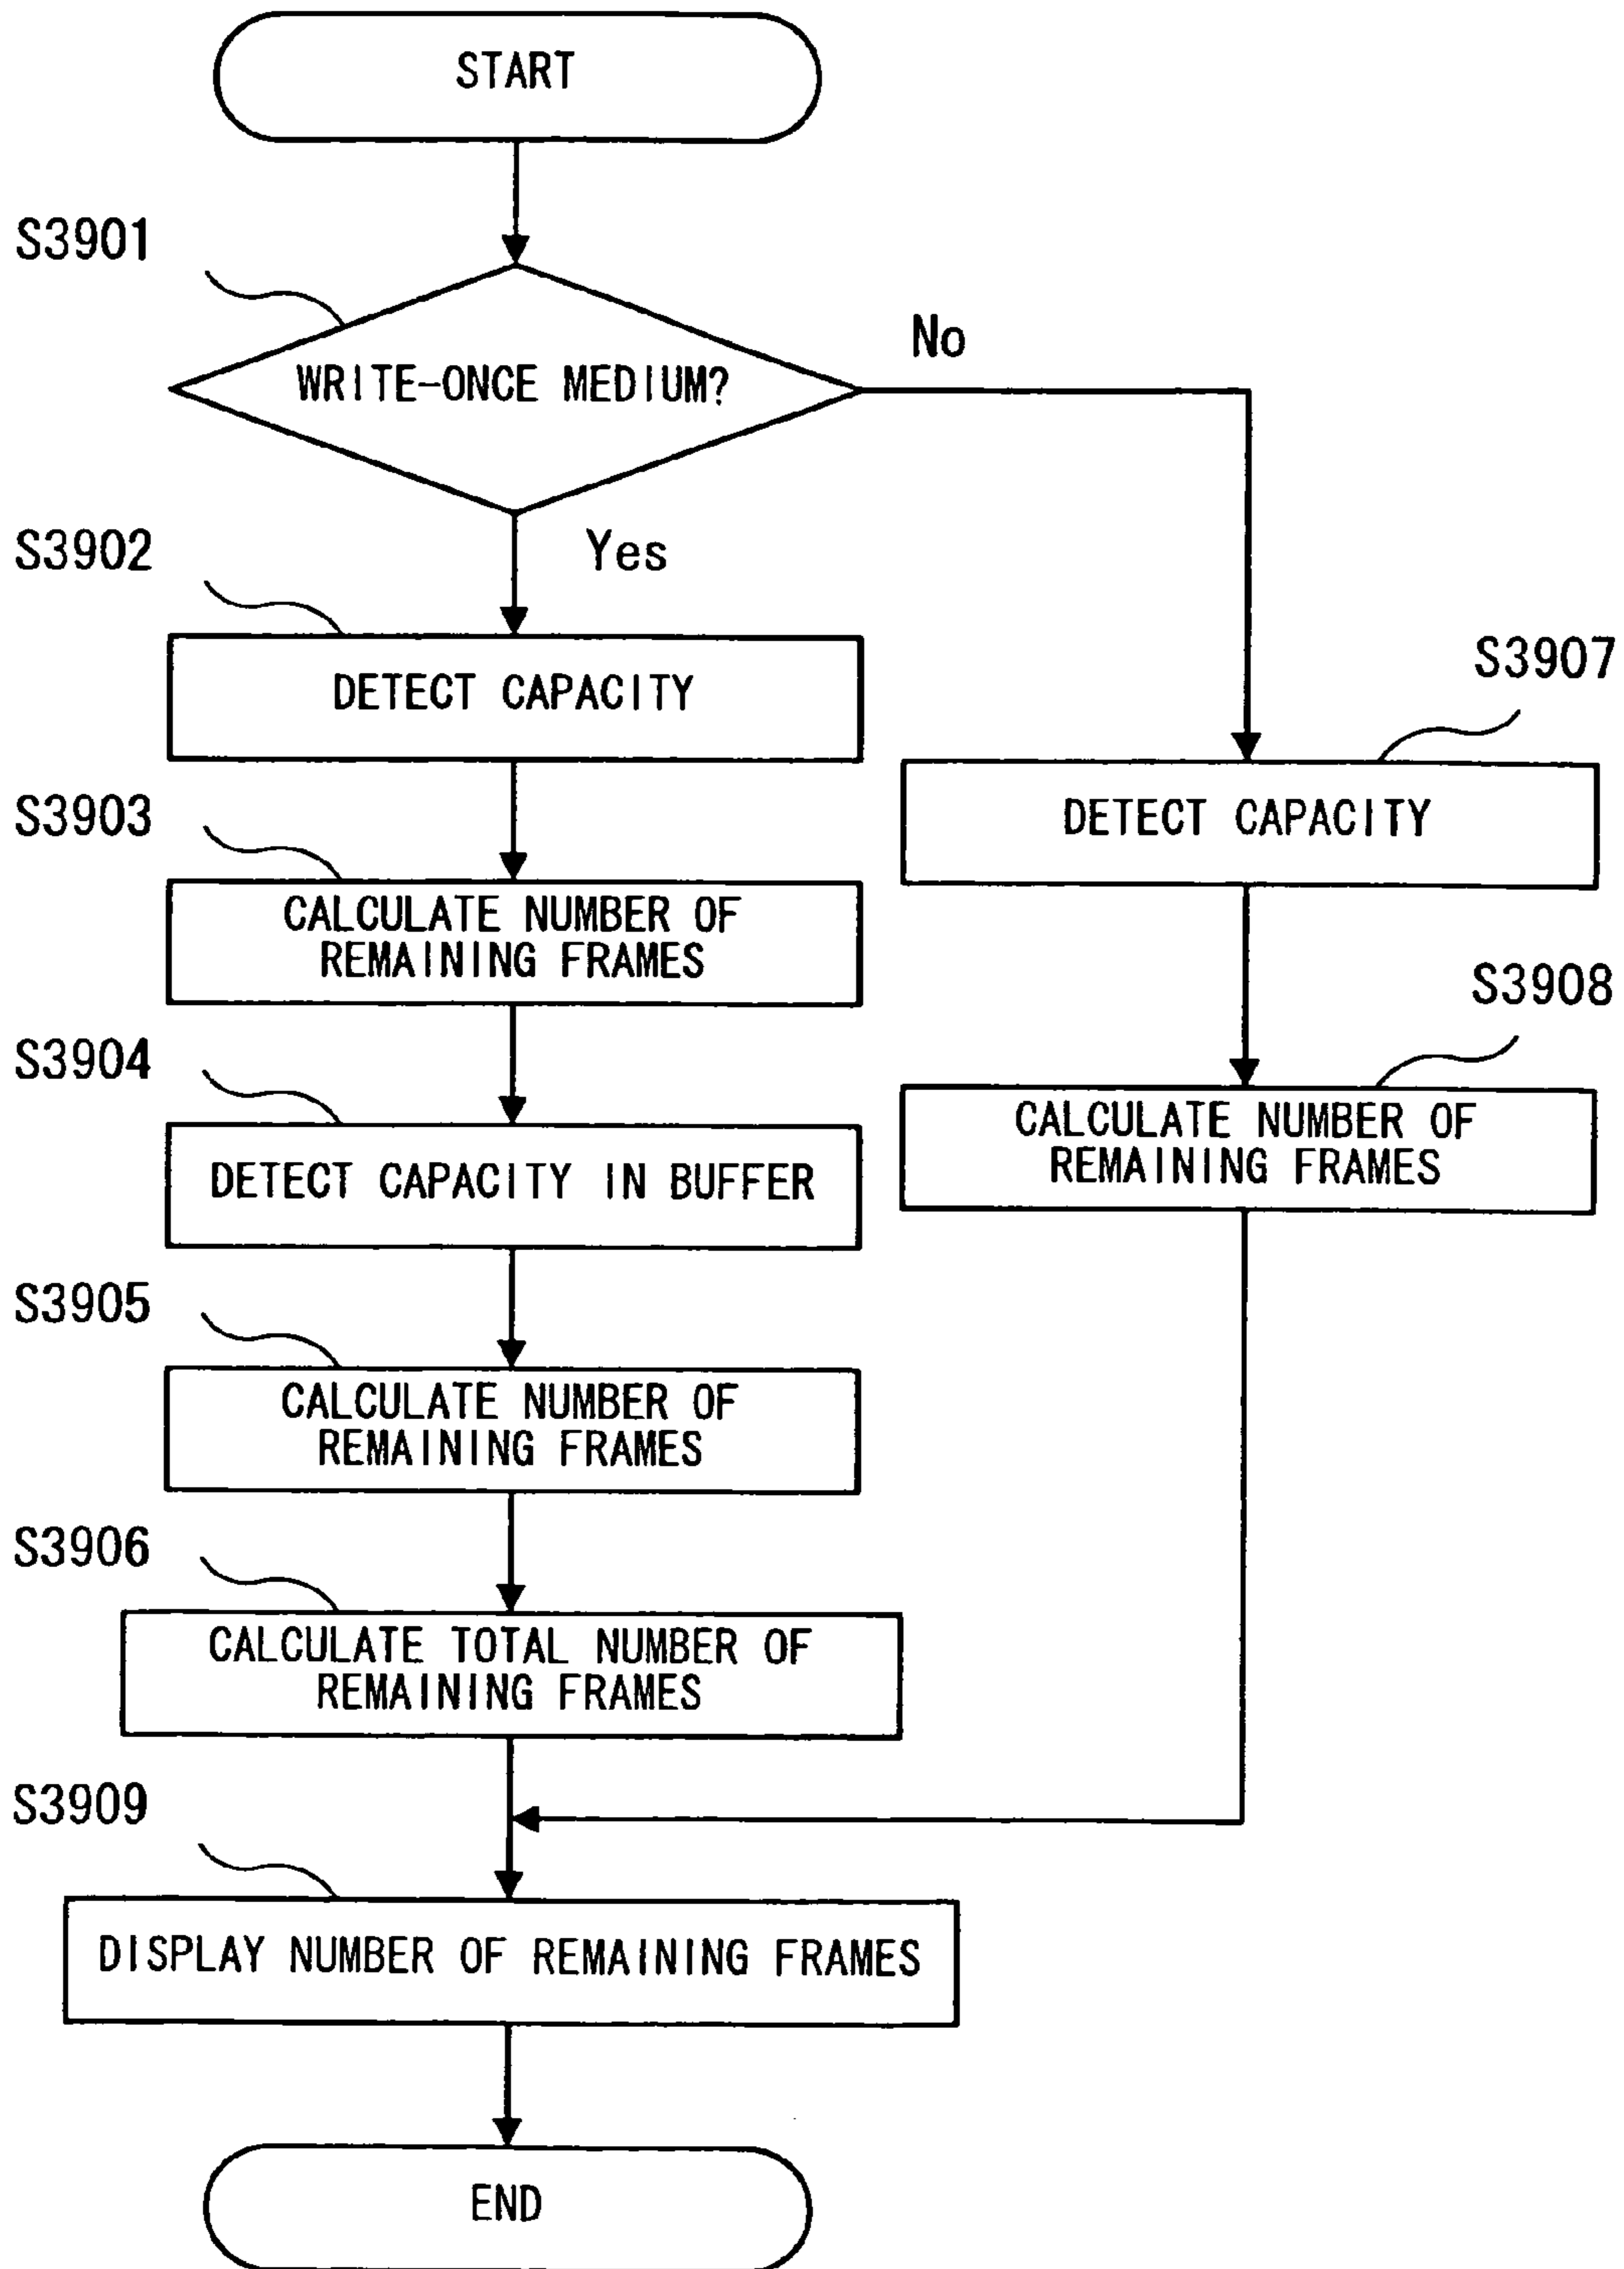 START
S3901
WRITE-ONCE MEDIUM?
No
Yes
S3902
DETECT CAPACITY
S3903
CALCULATE NUMBER OF
REMAINING FRAMES
S3904
DETECT CAPACITY IN BUFFER
S3905
CALCULATE NUMBER OF
REMAINING FRAMES
S3906
CALCULATE TOTAL NUMBER OF
REMAINING FRAMES
S3907
DETECT CAPACITY
S3908
CALCULATE NUMBER OF
REMAINING FRAMES
S3909
DISPLAY NUMBER OF REMAINING FRAMES
END